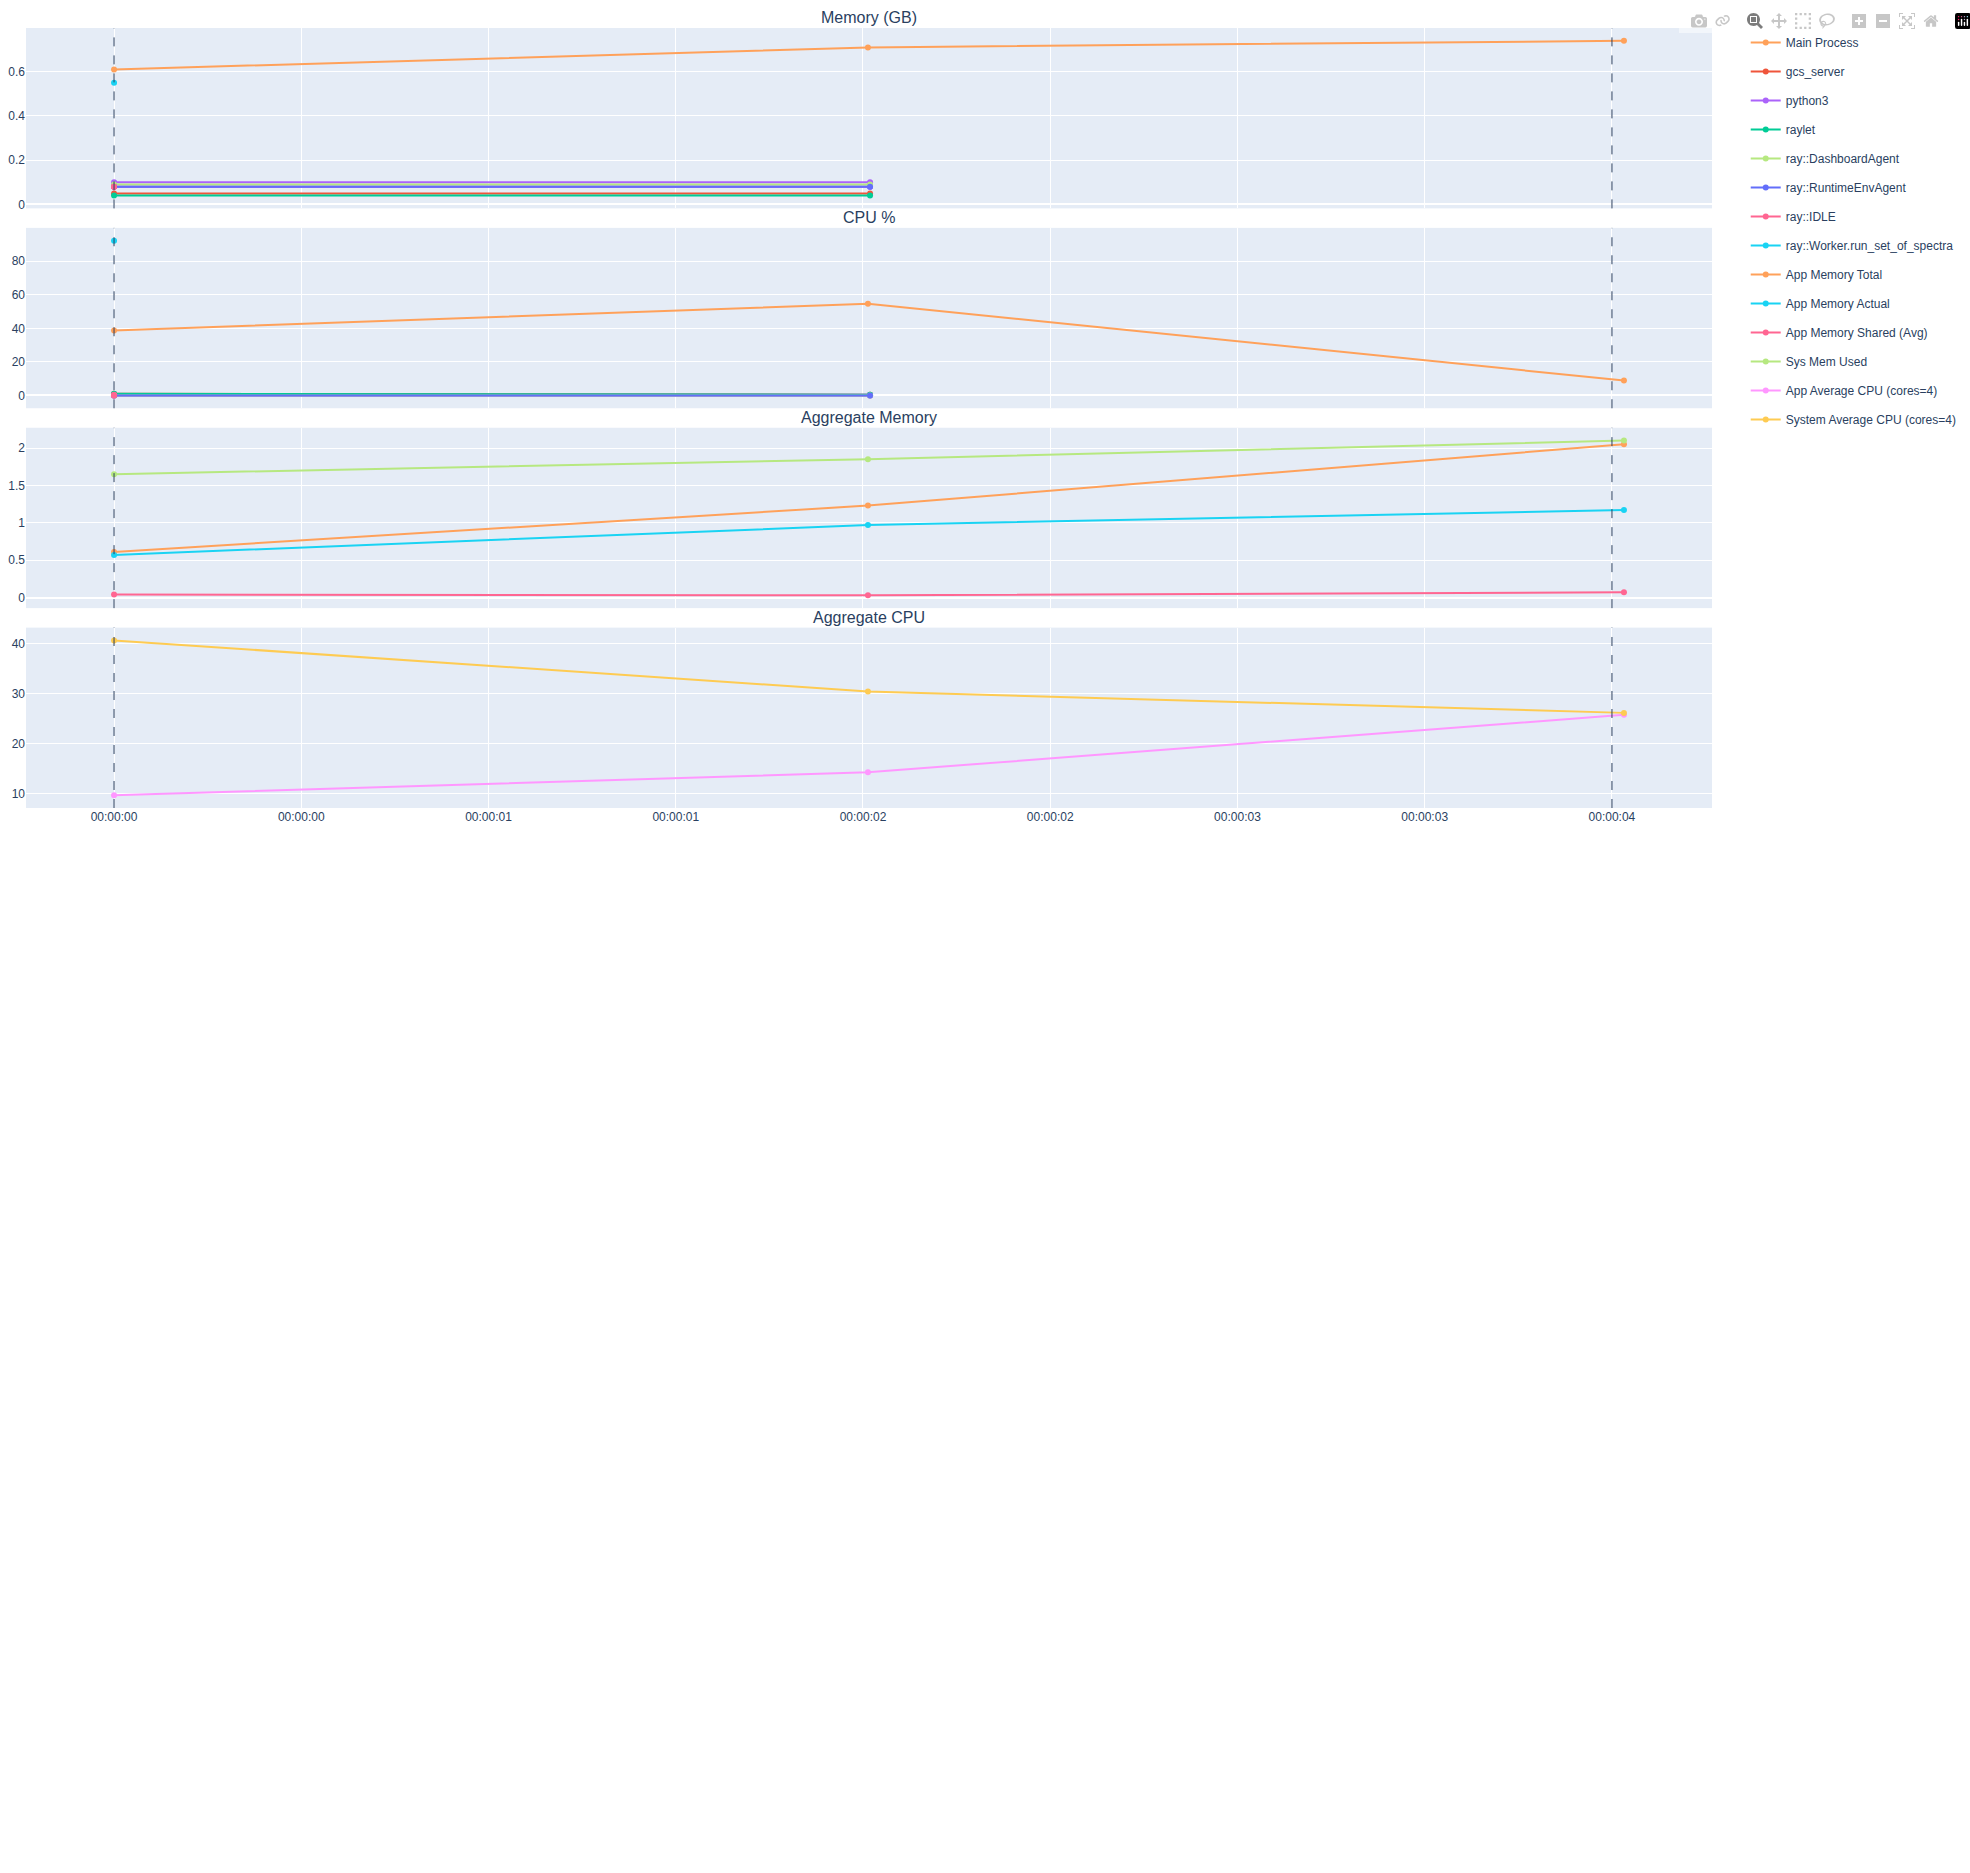 Memory (GB)
0.6
0.4
0.2
0
CPU %
80
60
40
20
0
Aggregate Memory
2
1.5
1
0.5
0
Aggregate CPU
40
30
20
10
00:00:00
00:00:00
00:00:01
00:00:01
00:00:02
00:00:02
00:00:03
00:00:03
00:00:04
Main Process
gcs_server
python3
raylet
ray::DashboardAgent
ray::RuntimeEnvAgent
ray::IDLE
ray::Worker.run_set_of_spectra
App Memory Total
App Memory Actual
App Memory Shared (Avg)
Sys Mem Used
App Average CPU (cores=4)
System Average CPU (cores=4)